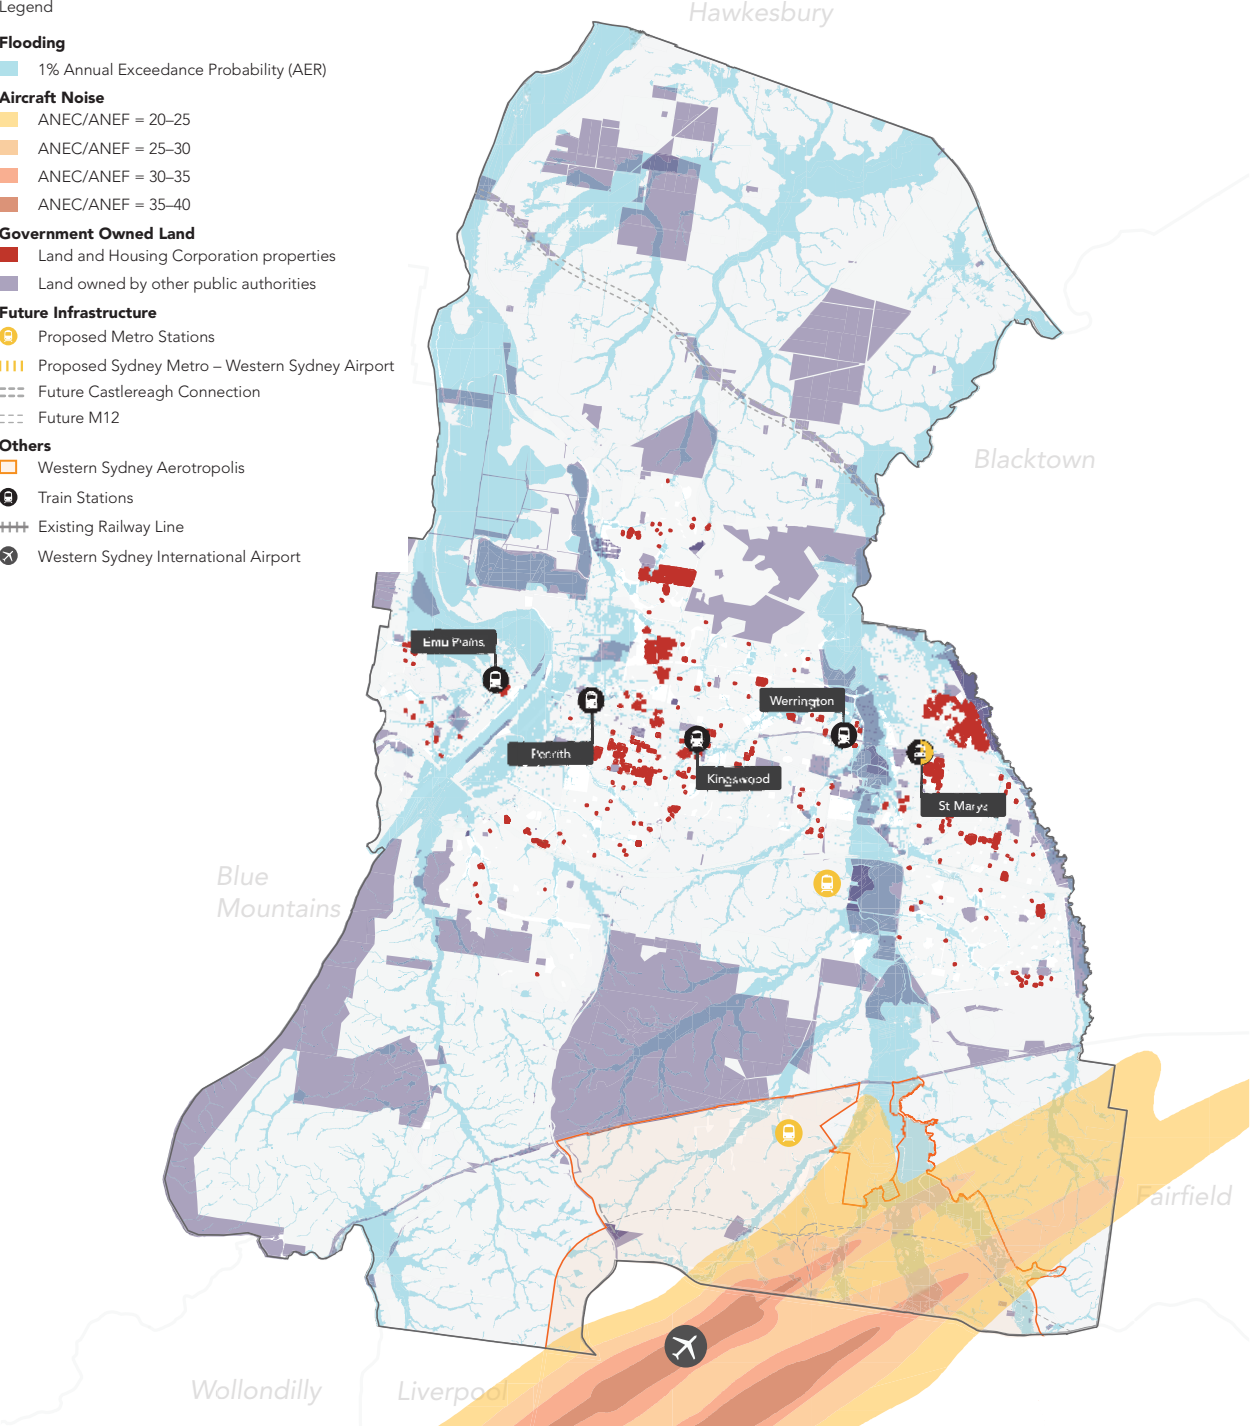 Legend
Flooding
1% Annual Exceedance Probability (AER)
Aircraft Noise
ANEC/ANEF = 20–25
ANEC/ANEF = 25–30
ANEC/ANEF = 30–35
ANEC/ANEF = 35–40
Government Owned Land
Land and Housing Corporation properties
Land owned by other public authorities
Future Infrastructure
Proposed Metro Stations
Proposed Sydney Metro – Western Sydney Airport
Future Castlereagh Connection
Future M12
Others
Western Sydney Aerotropolis
Train Stations
Existing Railway Line
Western Sydney International Airport
Hawkesbury
Blacktown
Emu Plains
Werrington
Penrith
Kingswood
St Marys
Blue
Mountains
Fairfield
Wollondilly
Liverpool